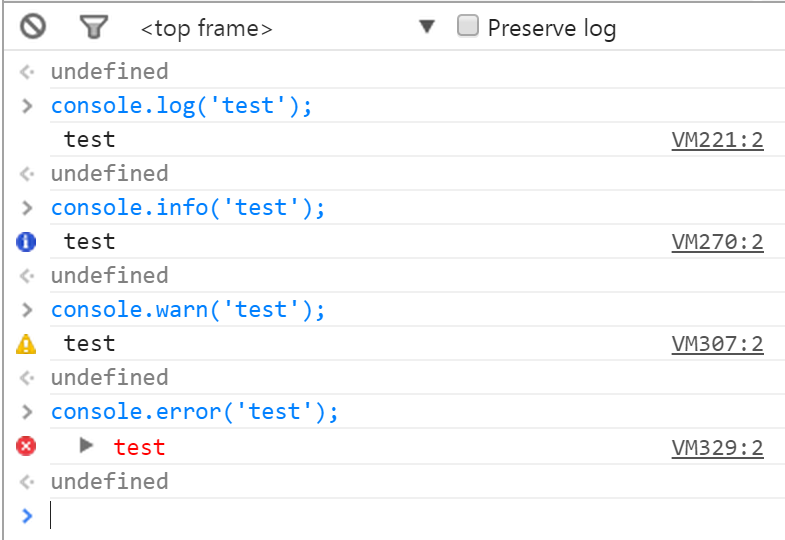 <top frame> Preserve log
undefined
console.log('test');
test VM221:2
undefined
console.info('test');
test VM270:2
undefined
console.warn('test');
test VM307:2
undefined
console.error('test');
test VM329:2
undefined